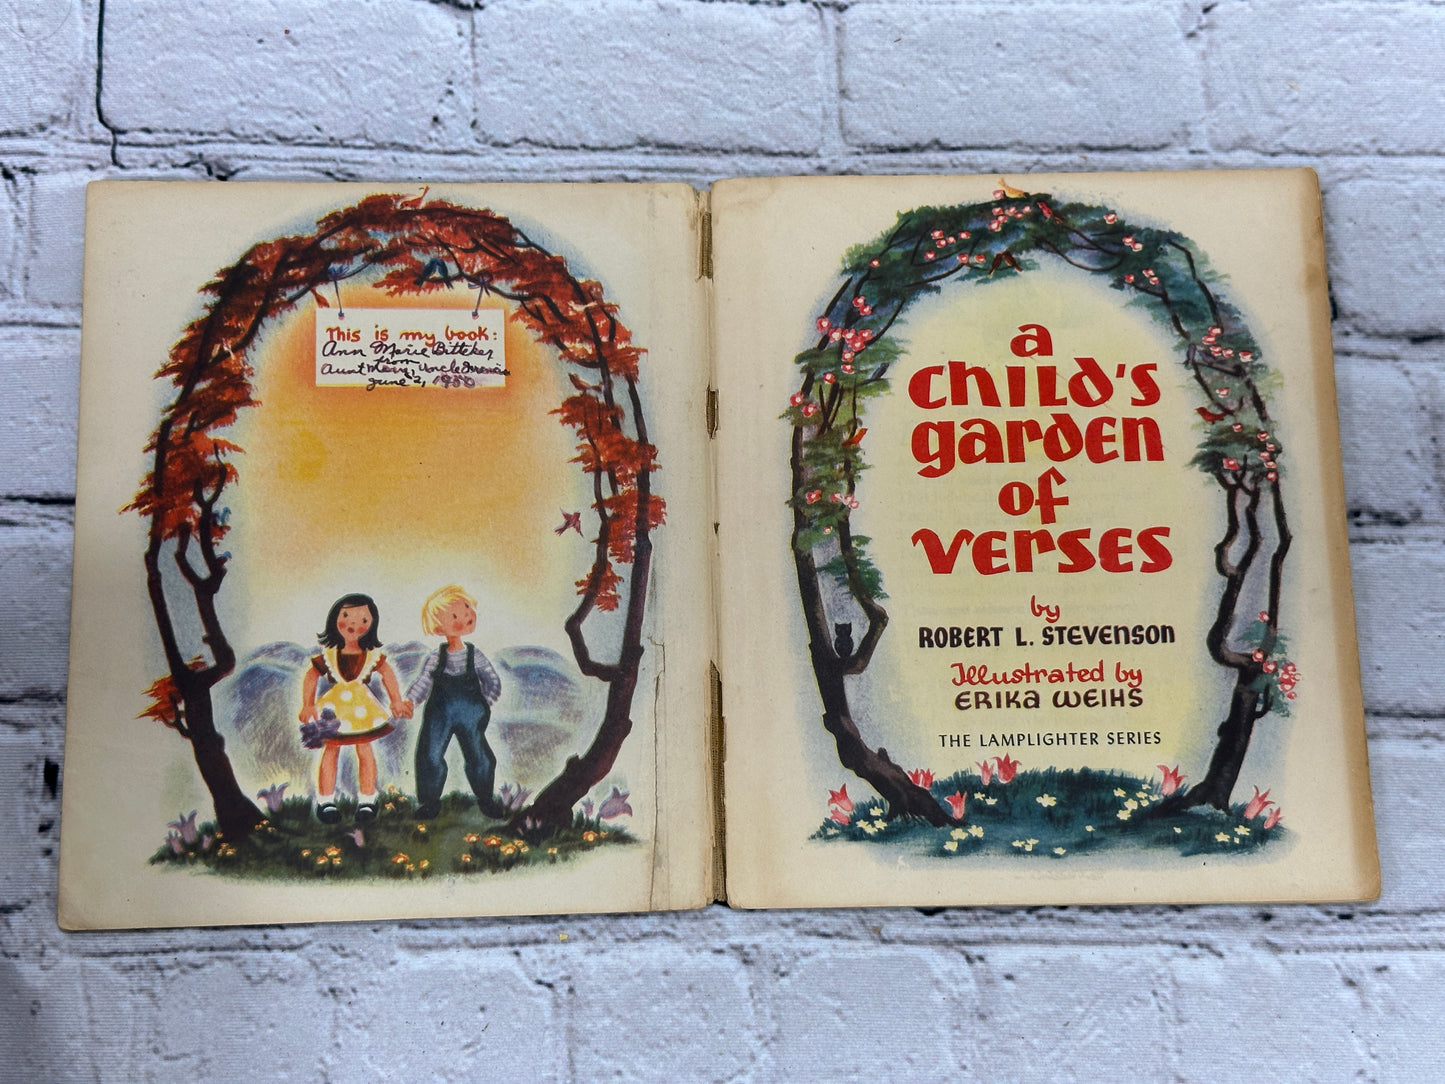 This is my book:
Ann Marie Bitteker
from
Aunt Mary, Uncle
June 2, 1950
a
child's
garden
of
verses
by
ROBERT L. STEVENSON
Illustrated by
ERIKA WEIHS
THE LAMPLIGHTER SERIES